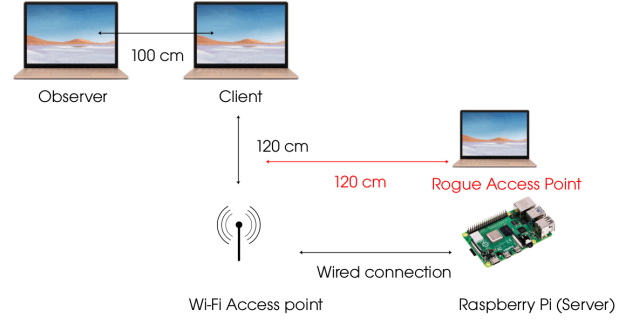 100 cm
Observer
Client
120 cm
120 cm
Rogue Access Point
Wired connection
Wi-Fi Access point
Raspberry Pi (Server)